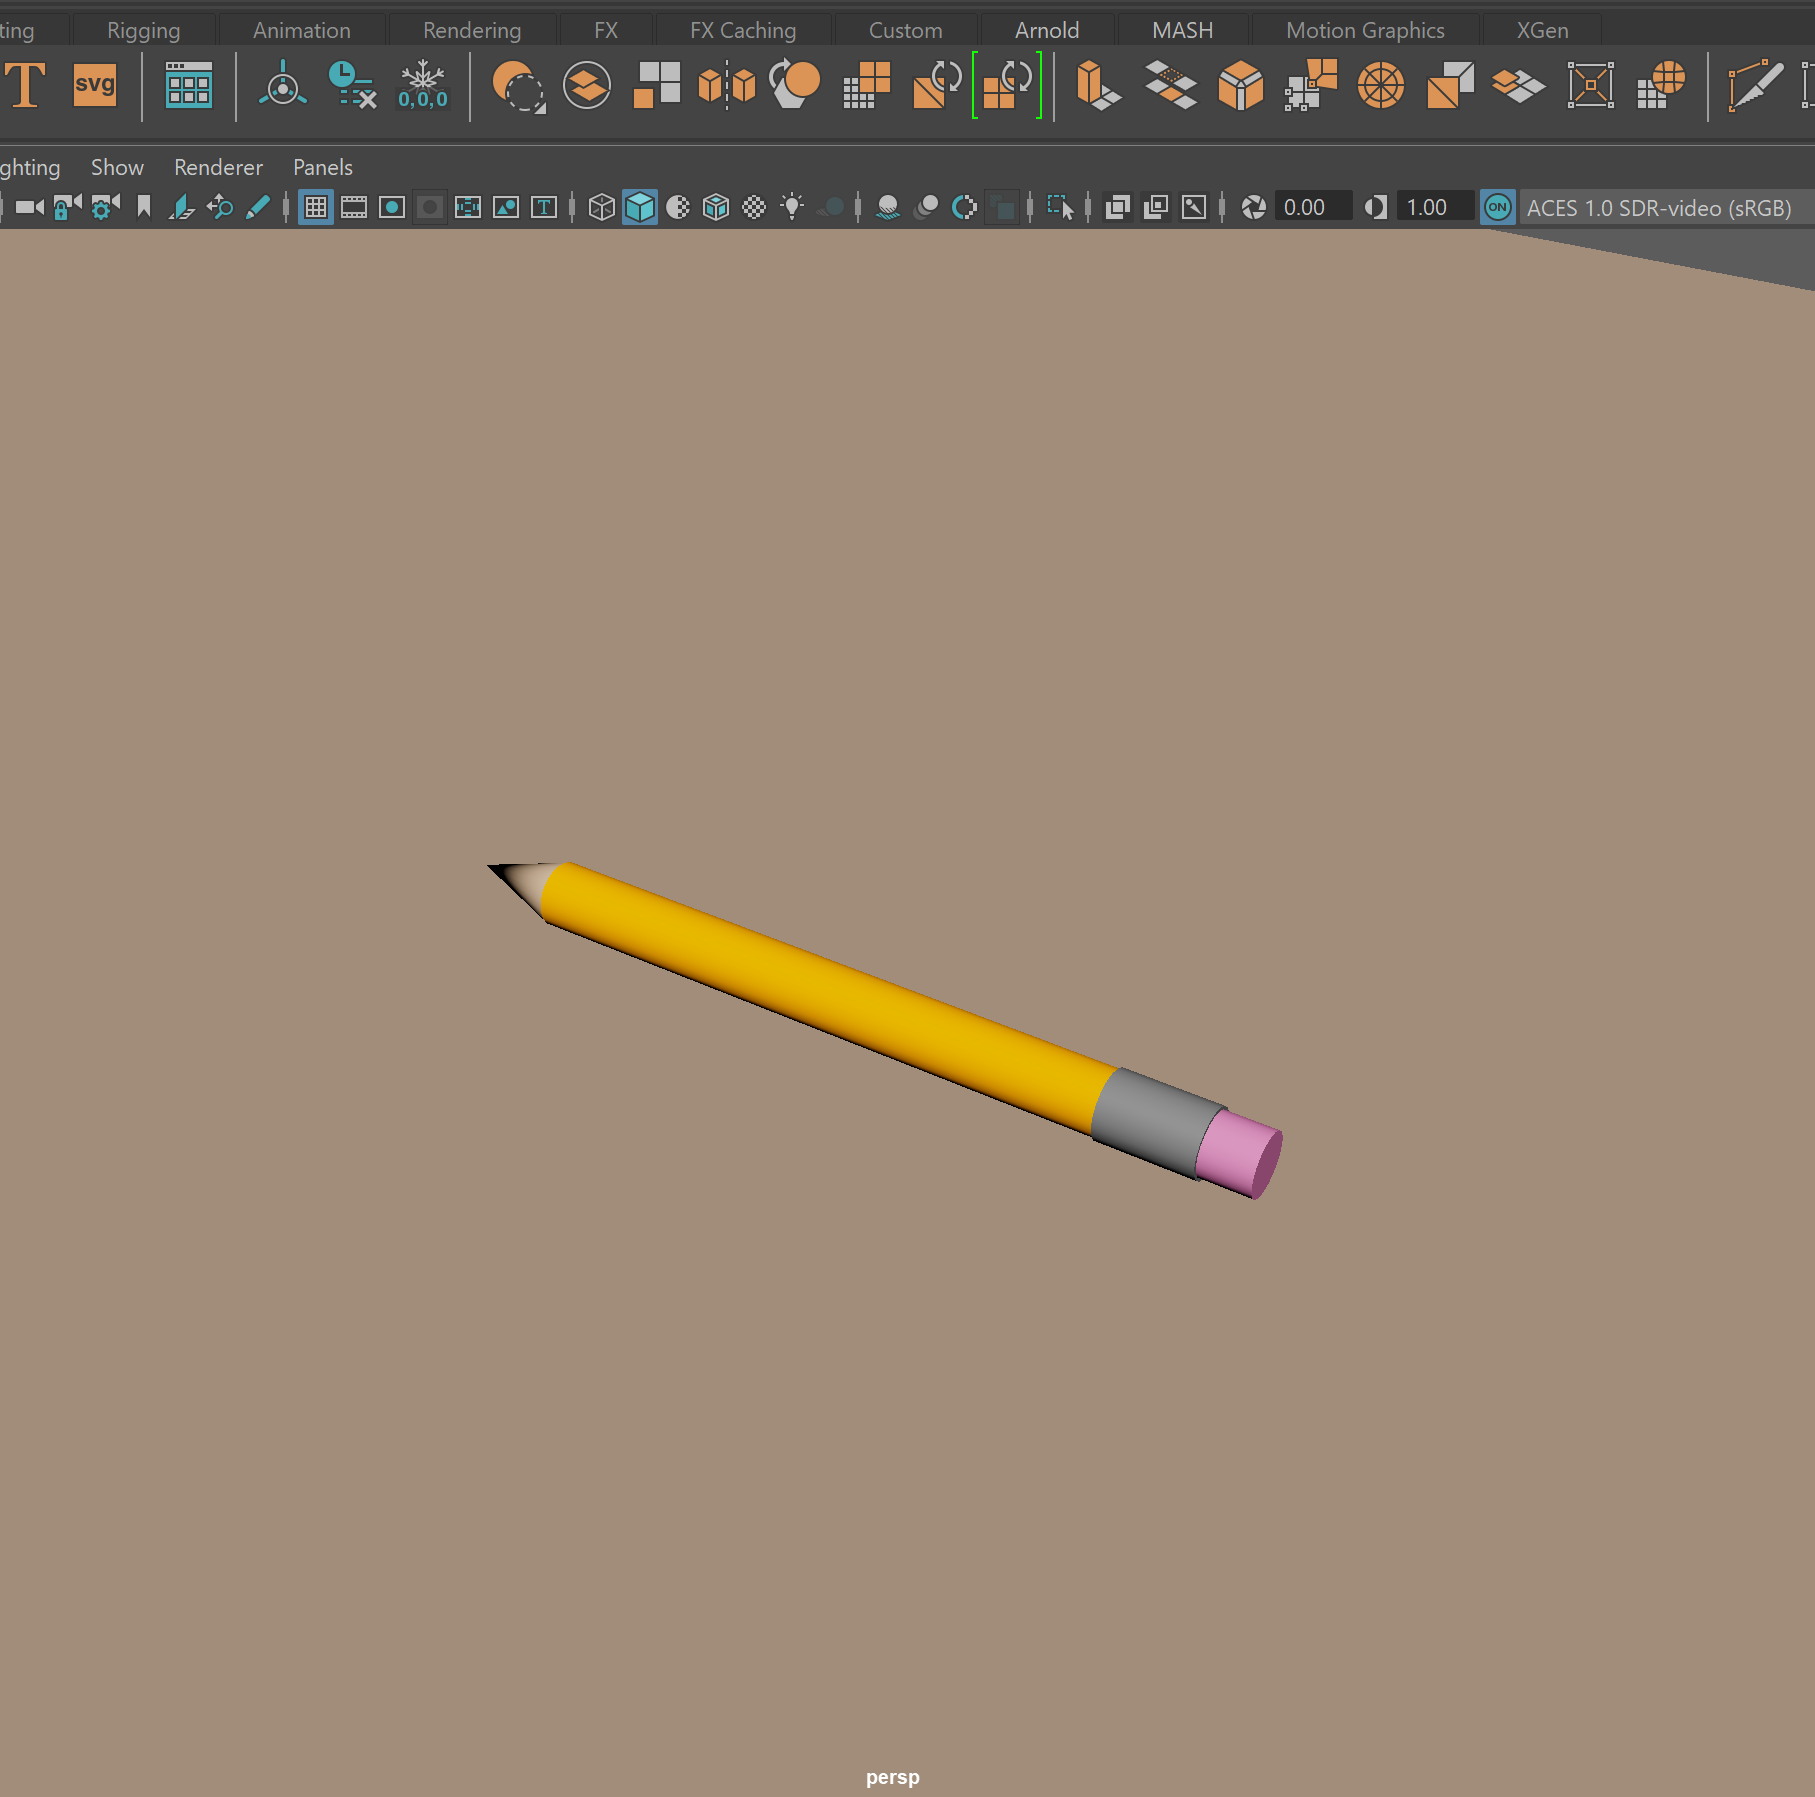 ting Rigging Animation Rendering FX FX Caching Custom Arnold MASH Motion Graphics XGen
T svg 0,0,0
ghting Show Renderer Panels
T 0.00 1.00 ON ACES 1.0 SDR-video (sRGB)
persp